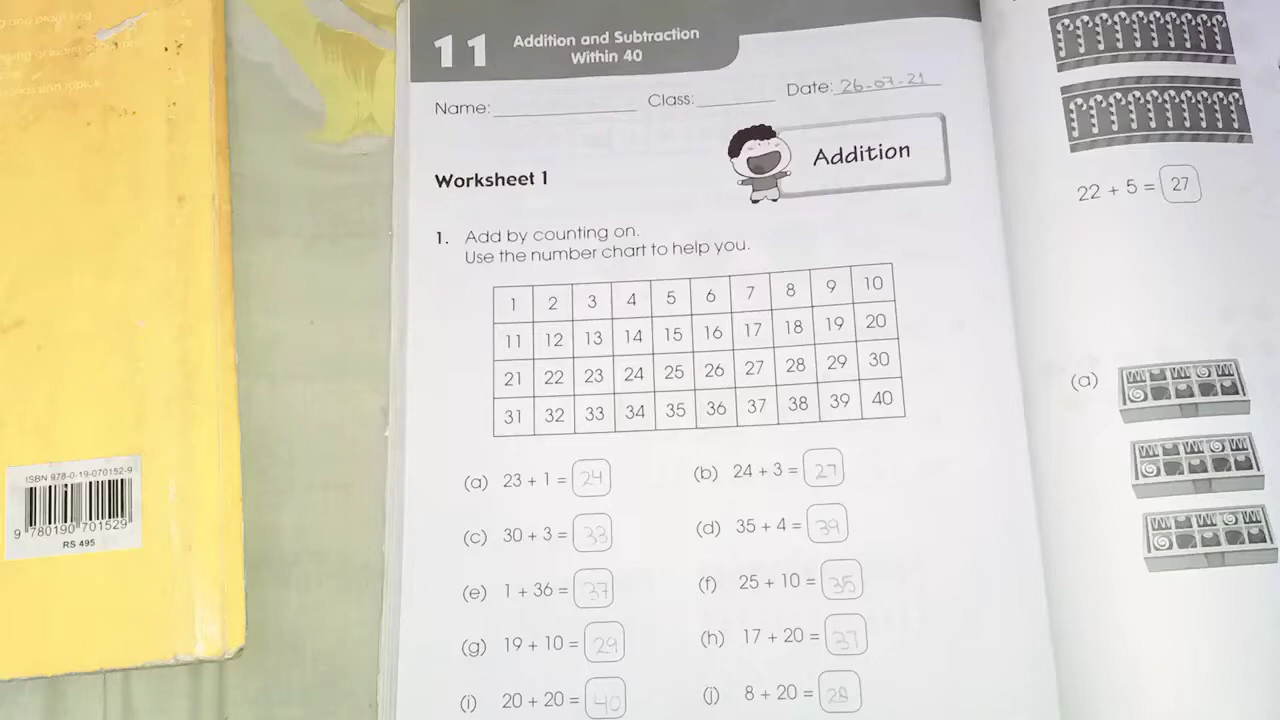 11 Addition and Subtraction
Within 40
Name:
Class:
Date: 26-07-21
Addition
Worksheet 1
1. Add by counting on.
Use the number chart to help you.
1 2 3 4 5 6 7 8 9 10
11 12 13 14 15 16 17 18 19 20
21 22 23 24 25 26 27 28 29 30
31 32 33 34 35 36 37 38 39 40
(a) 23 + 1 = 24
(b) 24 + 3 = 27
(c) 30 + 3 = 33
(d) 35 + 4 = 39
(e) 1 + 36 = 37
(f) 25 + 10 = 35
(g) 19 + 10 = 29
(h) 17 + 20 = 37
(i) 20 + 20 = 40
(j) 8 + 20 = 28
22 + 5 = 27
(a)
ISBN 978-0-19-070152-9
9 780190 701529
RS 495